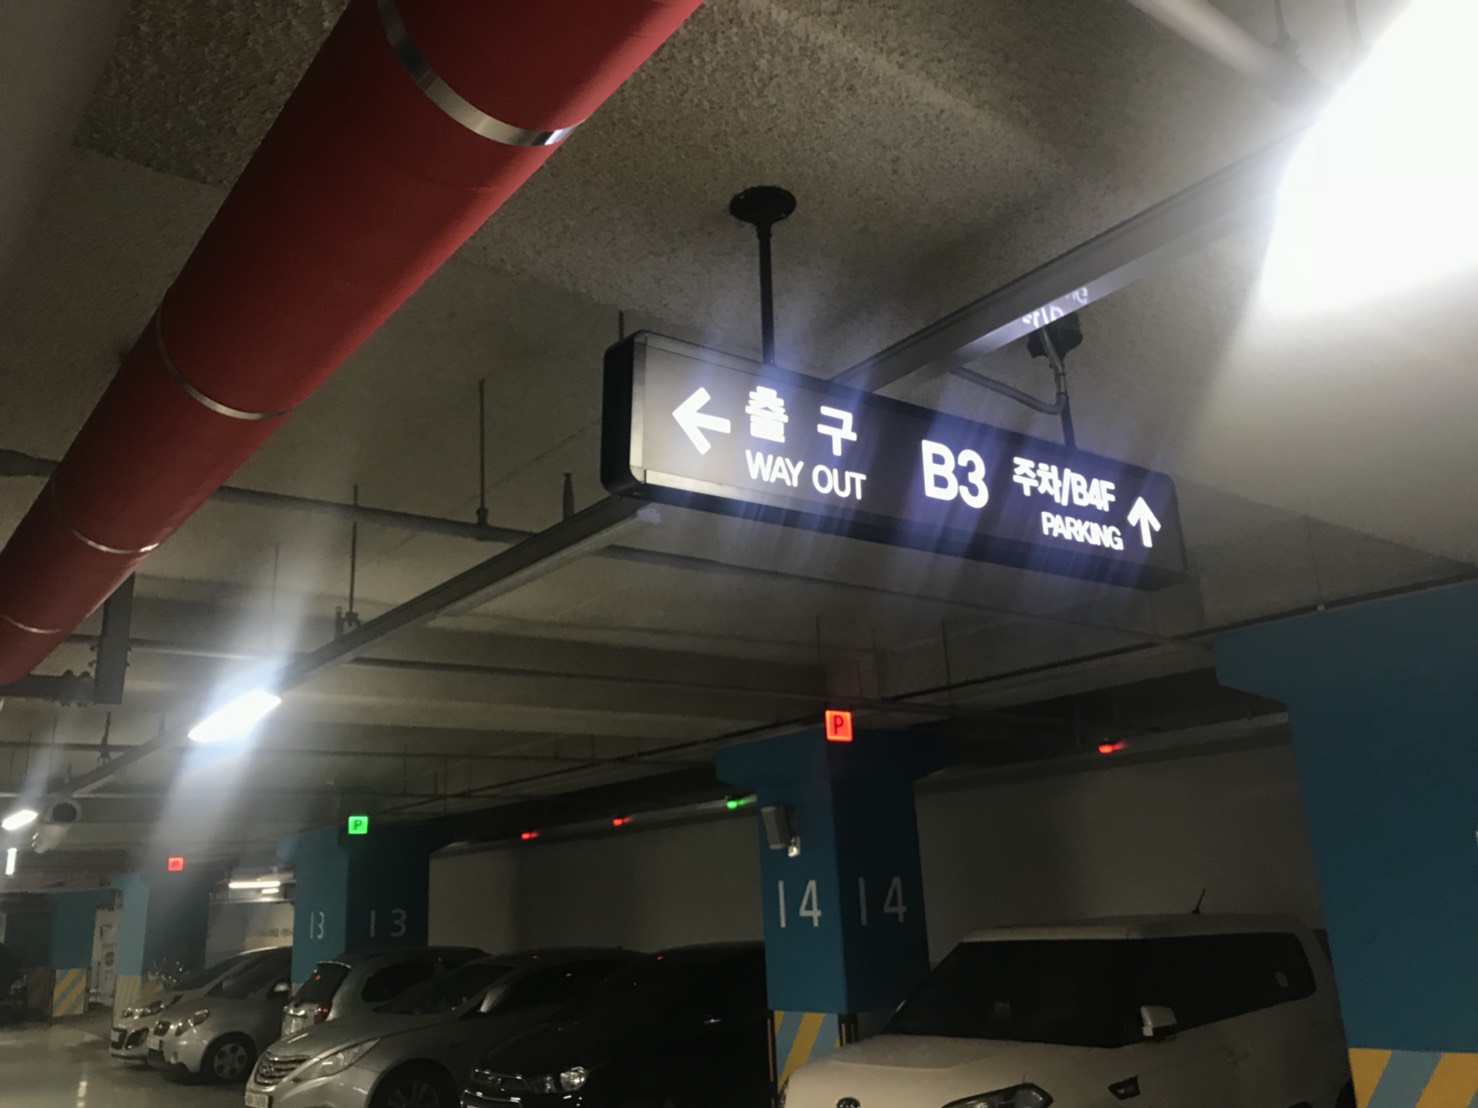 ← 출구
WAY OUT
B3
주차/B4F ↑
PARKING
P
P
P
13
13
14
14